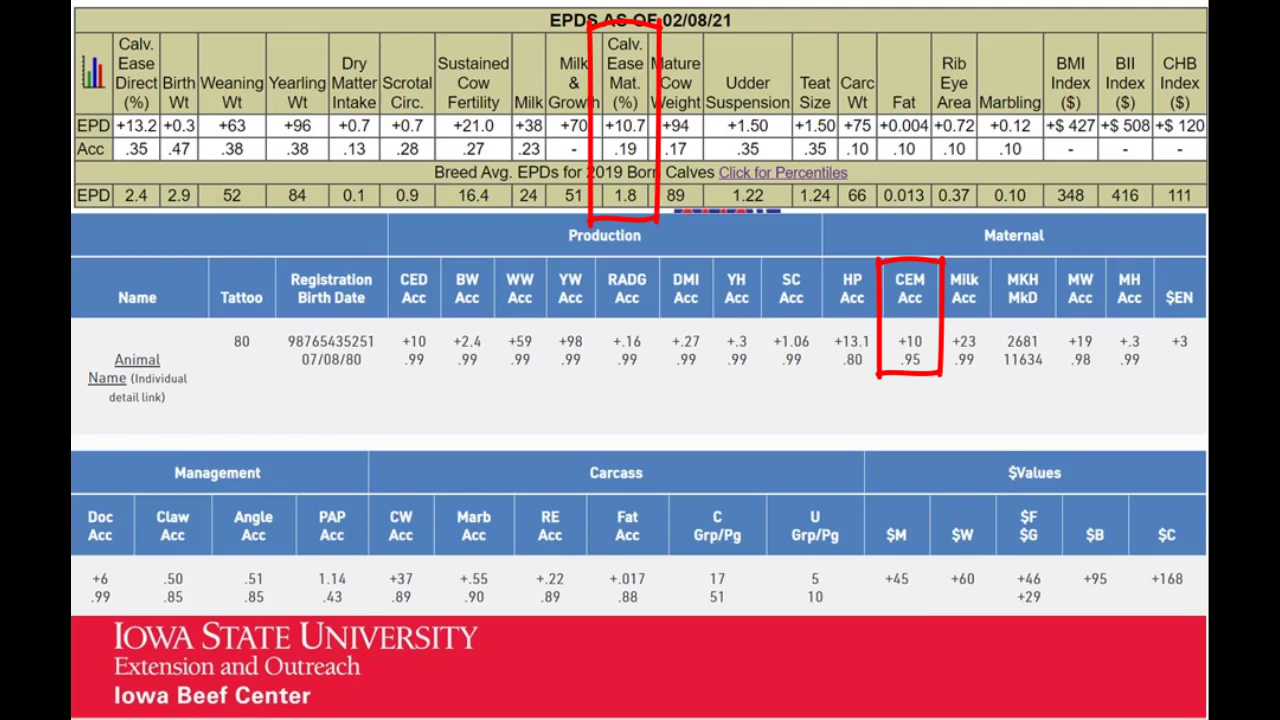 EPDS AS OF 02/08/21
Calv. Ease Direct (%) Birth Wt Weaning Wt Yearling Wt Dry Matter Intake Scrotal Circ. Sustained Cow Fertility Milk Milk & Growth Calv. Ease Mat. (%) Mature Cow Weight Udder Suspension Teat Size Carc Wt Fat Rib Eye Area Marbling BMI Index ($) BII Index ($) CHB Index ($)
EPD +13.2 +0.3 +63 +96 +0.7 +0.7 +21.0 +38 +70 +10.7 +94 +1.50 +1.50 +75 +0.004 +0.72 +0.12 +$ 427 +$ 508 +$ 120
Acc .35 .47 .38 .38 .13 .28 .27 .23 - .19 .17 .35 .35 .10 .10 .10 .10 - - -
Breed Avg. EPDs for 2019 Born Calves Click for Percentiles
EPD 2.4 2.9 52 84 0.1 0.9 16.4 24 51 1.8 89 1.22 1.24 66 0.013 0.37 0.10 348 416 111
Production Maternal
Name Tattoo Registration Birth Date CED Acc BW Acc WW Acc YW Acc RADG Acc DMI Acc YH Acc SC Acc HP Acc CEM Acc Milk Acc MKH MkD MW Acc MH Acc $EN
80 98765435251 +10 +2.4 +59 +98 +.16 +.27 +.3 +1.06 +13.1 +10 +23 2681 +19 +.3 +3
Animal 07/08/80 .99 .99 .99 .99 .99 .99 .99 .99 .80 .95 .99 11634 .98 .99
Name (Individual
detail link)
Management Carcass $Values
Doc Acc Claw Acc Angle Acc PAP Acc CW Acc Marb Acc RE Acc Fat Acc C Grp/Pg U Grp/Pg $M $W $F $G $B $C
+6 .50 .51 1.14 +37 +.55 +.22 +.017 17 5 +45 +60 +46 +95 +168
.99 .85 .85 .43 .89 .90 .89 .88 51 10 +29
IOWA STATE UNIVERSITY
Extension and Outreach
Iowa Beef Center